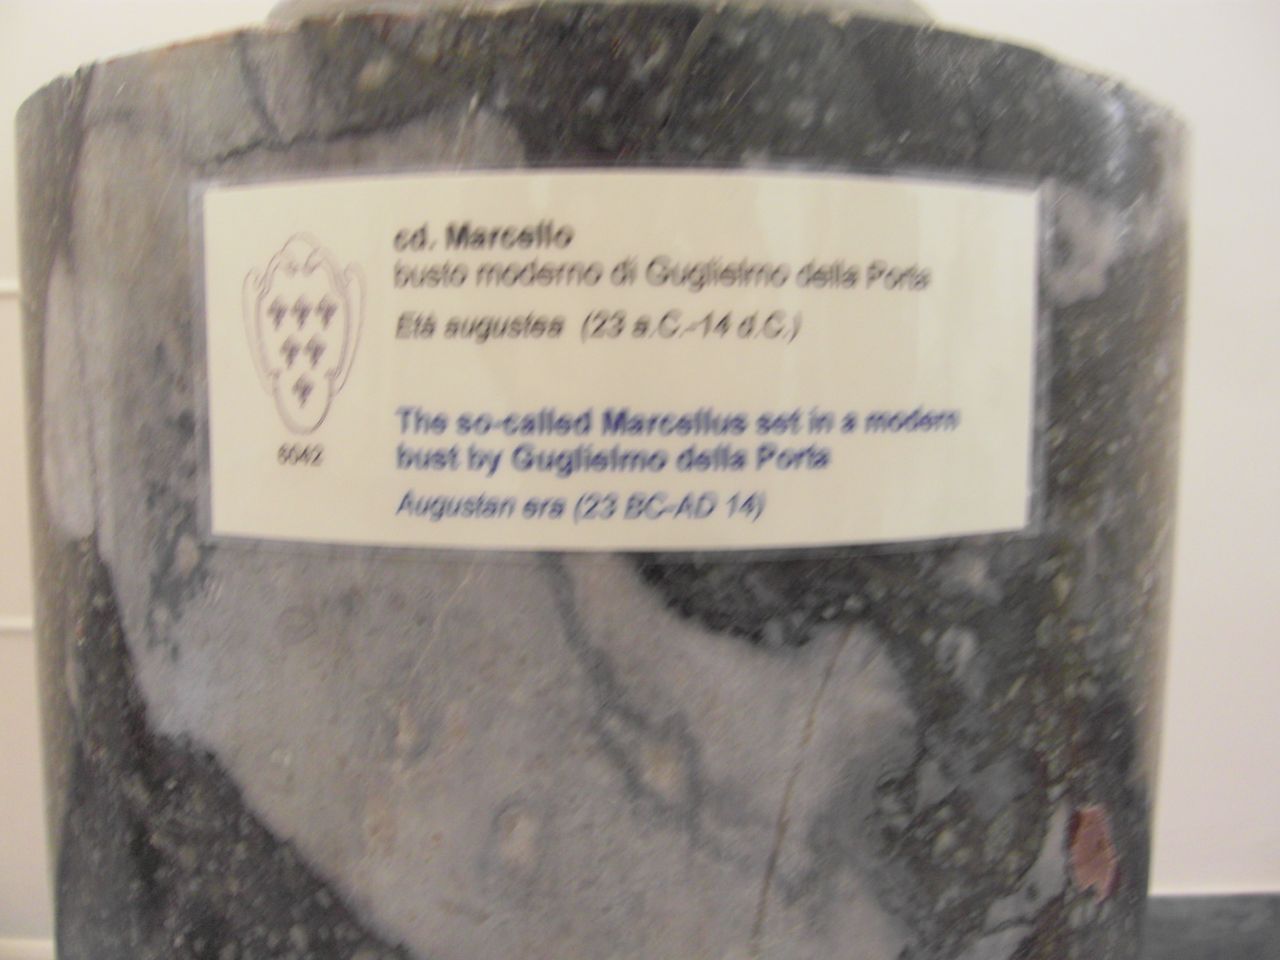 cd. Marcello
busto moderno di Guglielmo della Porta
Età augustea (23 a.C.-14 d.C.)
The so-called Marcellus set in a modern
bust by Guglielmo della Porta
6042
Augustan era (23 BC-AD 14)